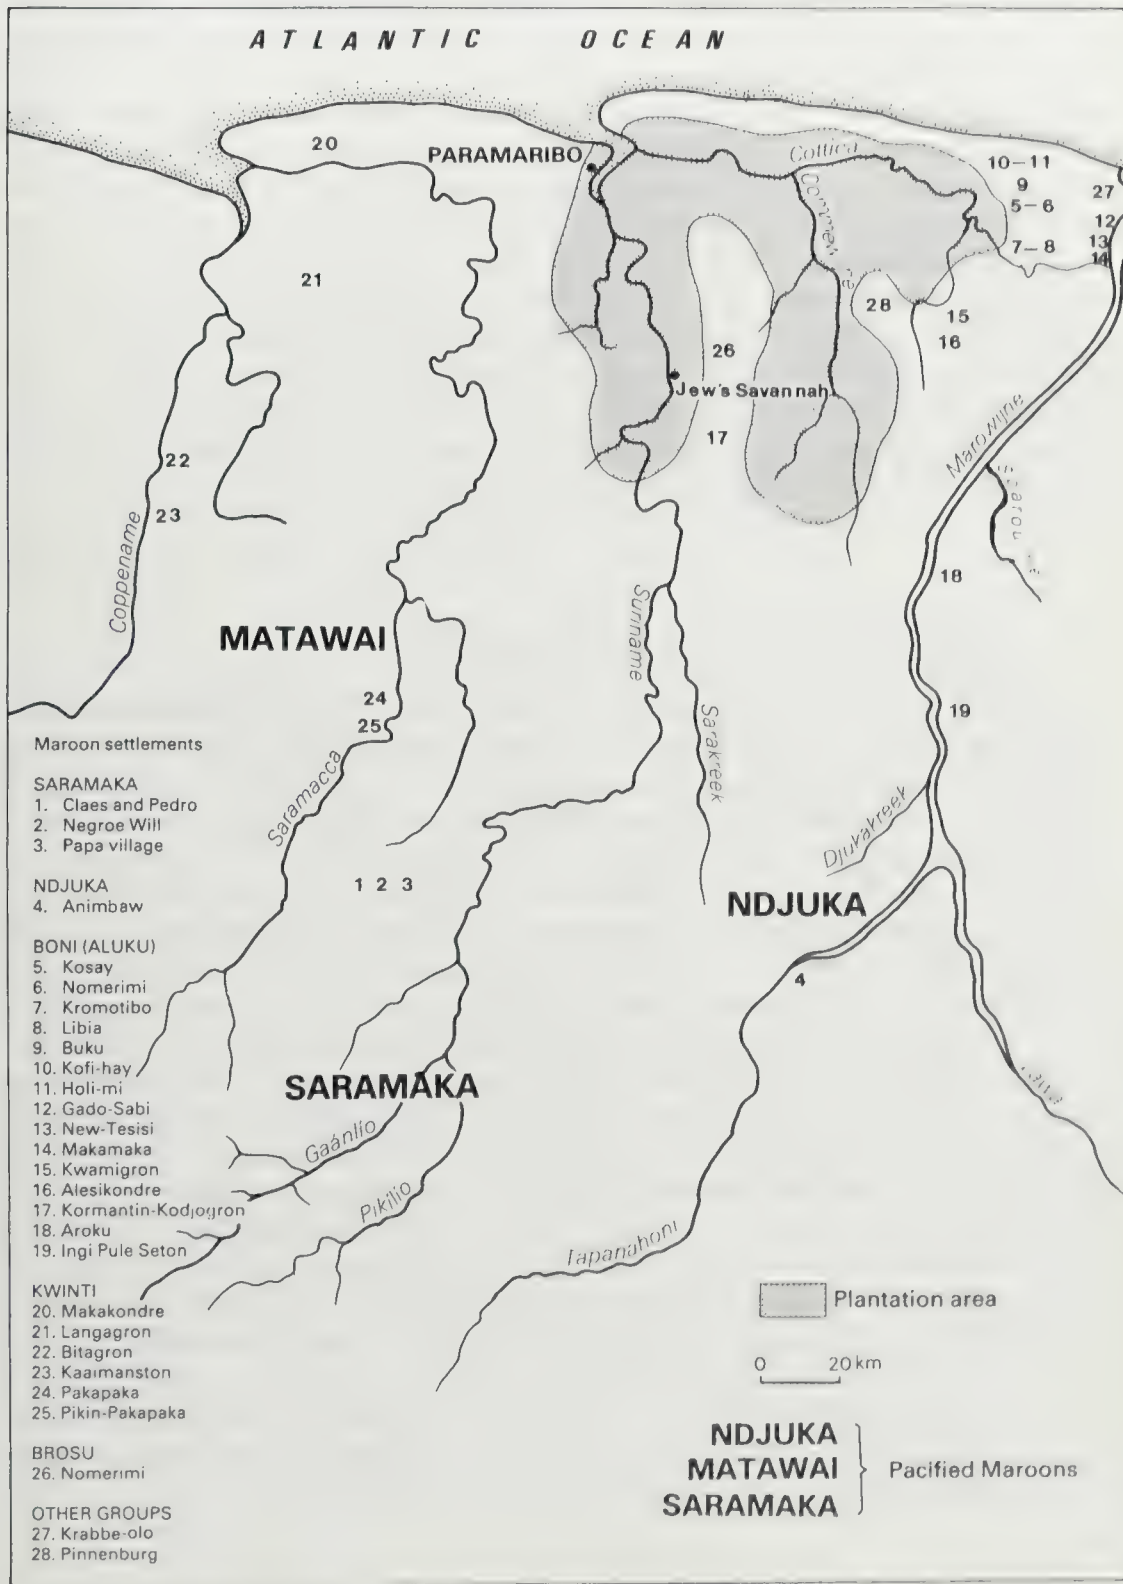 ATLANTIC OCEAN
20
PARAMARIBO
Cottica
10–11
9
5–6
27
12
7–8
13
14
21
28
15
16
26
Jew's Savannah
17
Marowijne
22
23
Coppename
18
MATAWAI
Suriname
24
25
19
Sarakreek
Saramacca
Djukakreek
1 2 3
NDJUKA
4
SARAMAKA
Gaánlío
Pikilío
Tapanahoni
Maroon settlements
SARAMAKA
1. Claes and Pedro
2. Negroe Will
3. Papa village
NDJUKA
4. Animbaw
BONI (ALUKU)
5. Kosay
6. Nomerimi
7. Kromotibo
8. Libia
9. Buku
10. Kofi-hay
11. Holi-mi
12. Gado-Sabi
13. New-Tesisi
14. Makamaka
15. Kwamigron
16. Alesikondre
17. Kormantin-Kodjogron
18. Aroku
19. Ingi Pule Seton
KWINTI
20. Makakondre
21. Langagron
22. Bitagron
23. Kaaimanston
24. Pakapaka
25. Pikin-Pakapaka
BROSU
26. Nomerimi
OTHER GROUPS
27. Krabbe-olo
28. Pinnenburg
Plantation area
0 20 km
NDJUKA
MATAWAI
SARAMAKA
Pacified Maroons